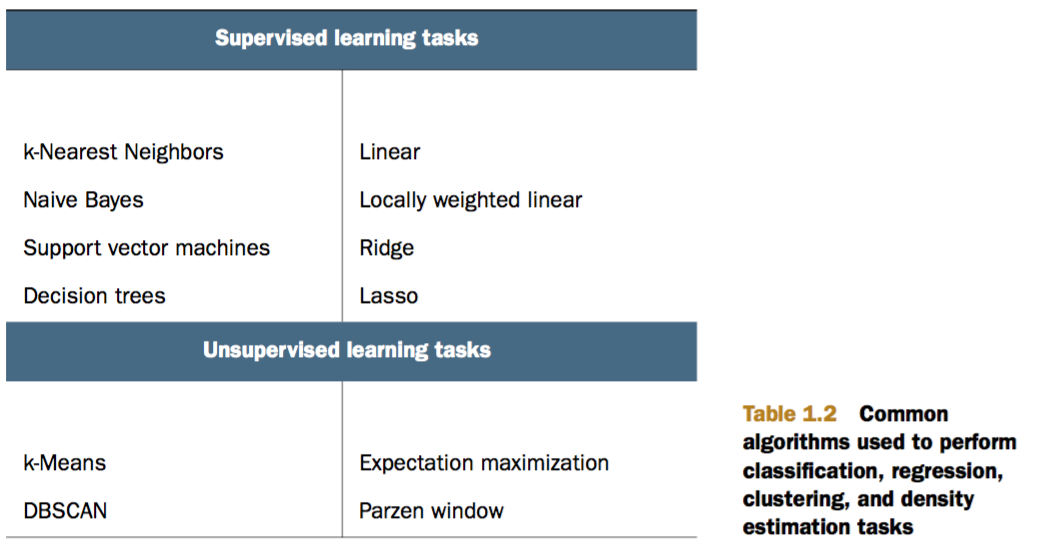 Supervised learning tasks
k-Nearest Neighbors Linear
Naive Bayes Locally weighted linear
Support vector machines Ridge
Decision trees Lasso
Unsupervised learning tasks
k-Means Expectation maximization
DBSCAN Parzen window
Table 1.2 Common
algorithms used to perform
classification, regression,
clustering, and density
estimation tasks